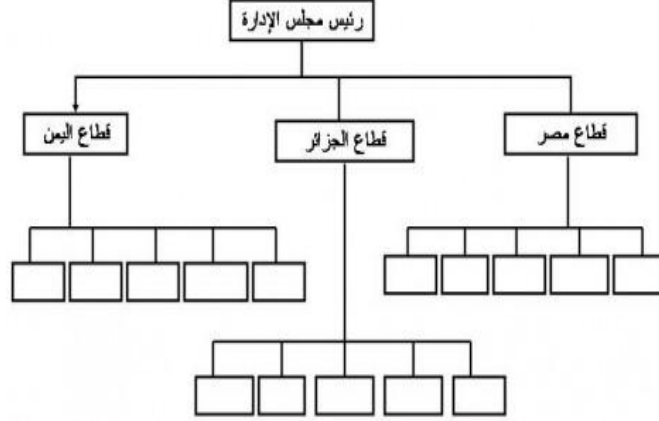 رئيس مجلس الإدارة
قطاع مصر
قطاع الجزائر
قطاع اليمن